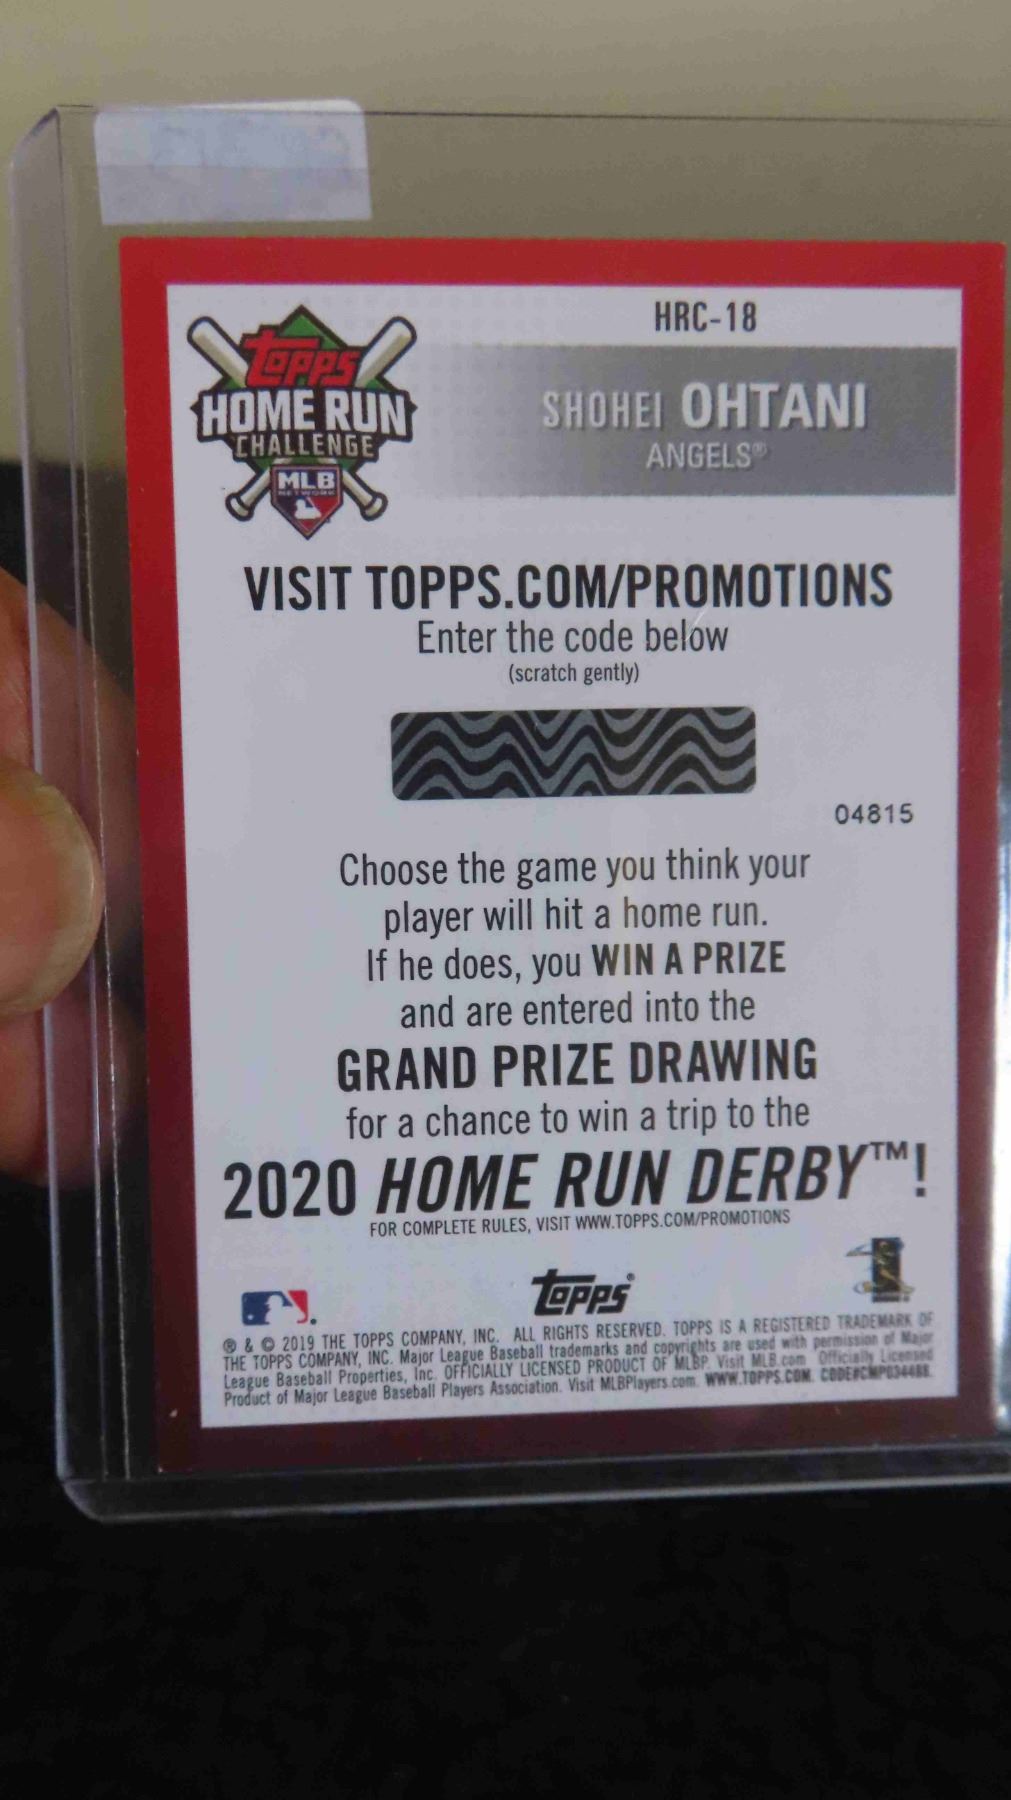 HRC-18
topps
HOME RUN
CHALLENGE
MLB
NETWORK
SHOHEI OHTANI
ANGELS®
VISIT TOPPS.COM/PROMOTIONS
Enter the code below
(scratch gently)
04815
Choose the game you think your
player will hit a home run.
If he does, you WIN A PRIZE
and are entered into the
GRAND PRIZE DRAWING
for a chance to win a trip to the
2020 HOME RUN DERBY™!
FOR COMPLETE RULES, VISIT WWW.TOPPS.COM/PROMOTIONS
topps®
® & © 2019 THE TOPPS COMPANY, INC. ALL RIGHTS RESERVED. TOPPS IS A REGISTERED TRADEMARK OF
THE TOPPS COMPANY, INC. Major League Baseball trademarks and copyrights are used with permission of Major
League Baseball Properties, Inc. OFFICIALLY LICENSED PRODUCT OF MLBP. Visit MLB.com Officially Licensed
Product of Major League Baseball Players Association. Visit MLBPlayers.com. WWW.TOPPS.COM. CODE#CMP034488.